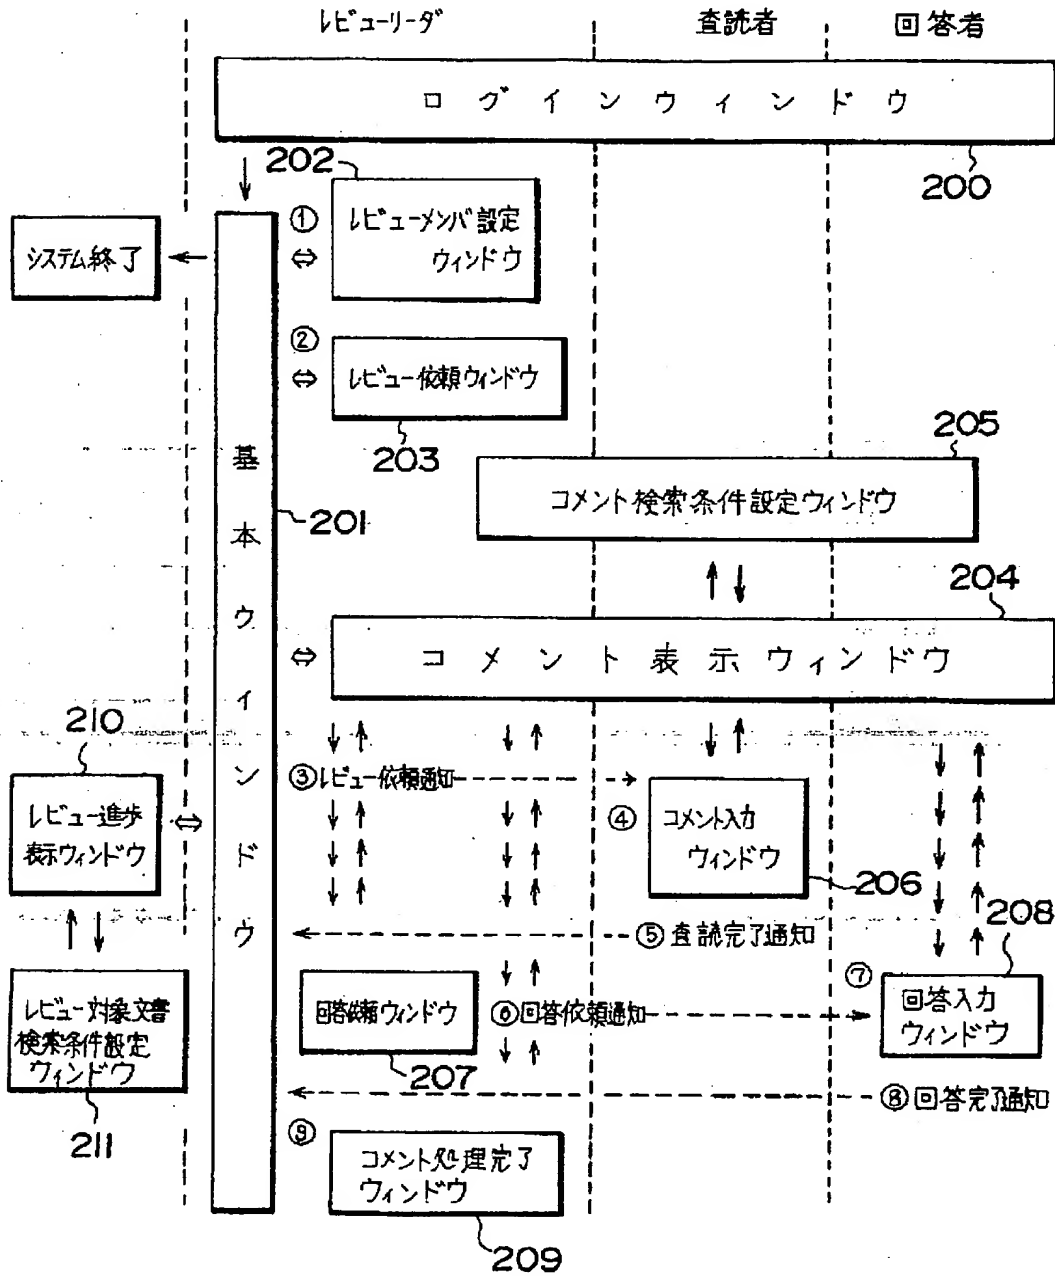 レビューリーダ
査読者
回答者
ログインウィンドウ
200
202
①
レビューメンバ設定
ウィンドウ
システム終了
②
レビュー依頼ウィンドウ
203
205
コメント検索条件設定ウィンドウ
基本ウィンドウ
201
204
コメント表示ウィンドウ
210
レビュー進歩
表示ウィンドウ
③レビュー依頼通知
④
コメント入力
ウィンドウ
206
⑤査読完了通知
208
⑦
回答入力
ウィンドウ
レビュー対象文書
検索条件設定
ウィンドウ
211
回答依頼ウィンドウ
207
⑥回答依頼通知
⑧回答完了通知
⑨
コメント処理完了
ウィンドウ
209